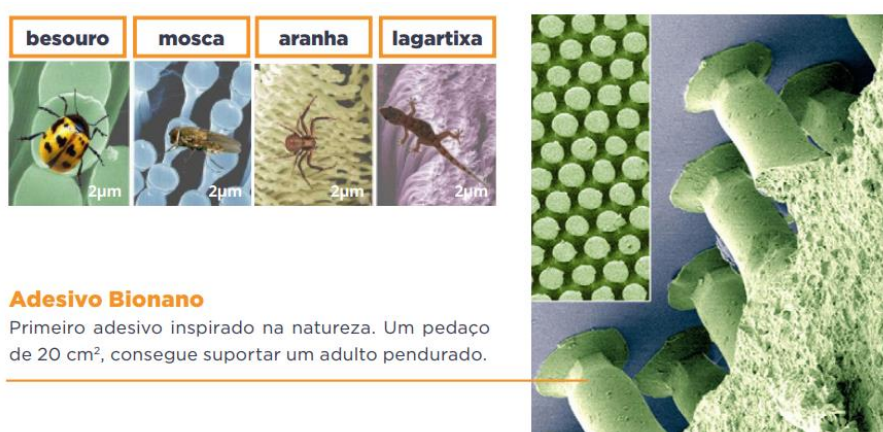 besouro mosca aranha lagartixa
2μm 2μm 2μm 2μm
Adesivo Bionano
Primeiro adesivo inspirado na natureza. Um pedaço
de 20 cm², consegue suportar um adulto pendurado.